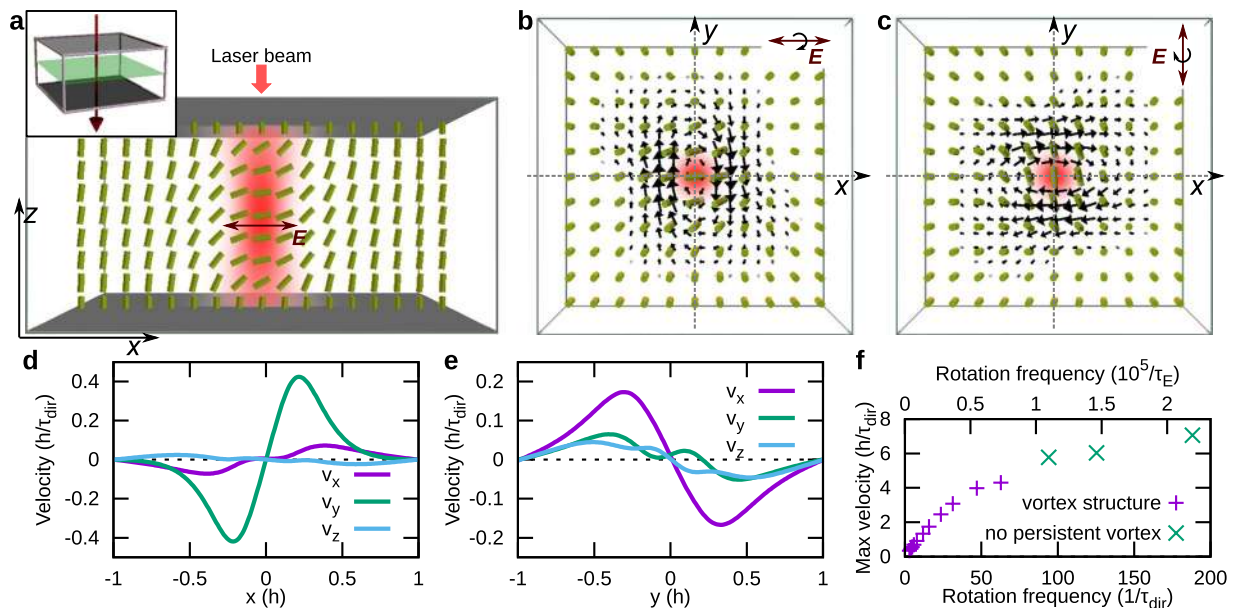 a
Laser beam
E
z
x
b
y
x
E
c
y
x
E
d
Velocity (h/τdir)
0.4
0.2
0
-0.2
-0.4
vx
vy
vz
-1 -0.5 0 0.5 1
x (h)
e
Velocity (h/τdir)
0.2
0.1
0
-0.1
-0.2
vx
vy
vz
-1 -0.5 0 0.5 1
y (h)
f
Rotation frequency (10^5/τE)
0 0.5 1 1.5 2
Max velocity (h/τdir)
8
6
4
2
0
vortex structure
no persistent vortex
0 50 100 150 200
Rotation frequency (1/τdir)